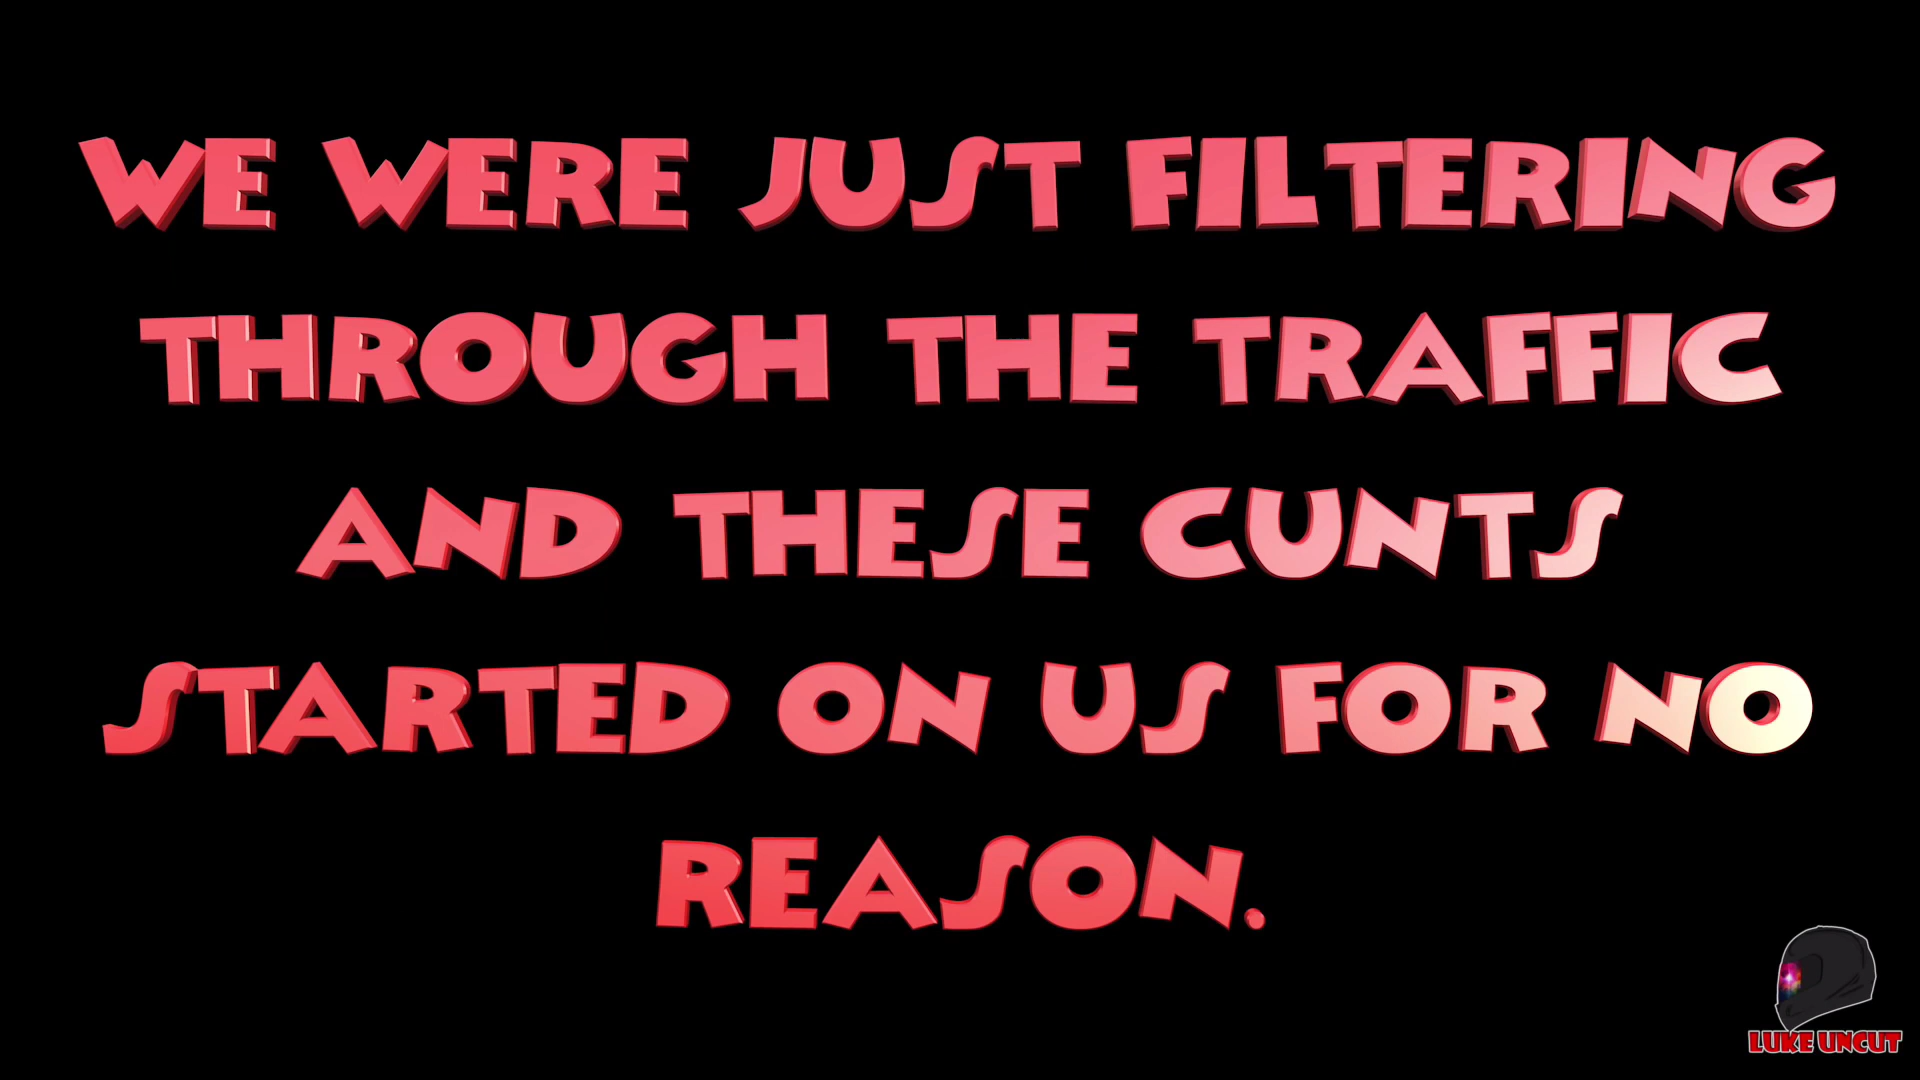 WE WERE JUST FILTERING
THROUGH THE TRAFFIC
AND THESE CUNTS
STARTED ON US FOR NO
REASON.
LUKE UNCUT